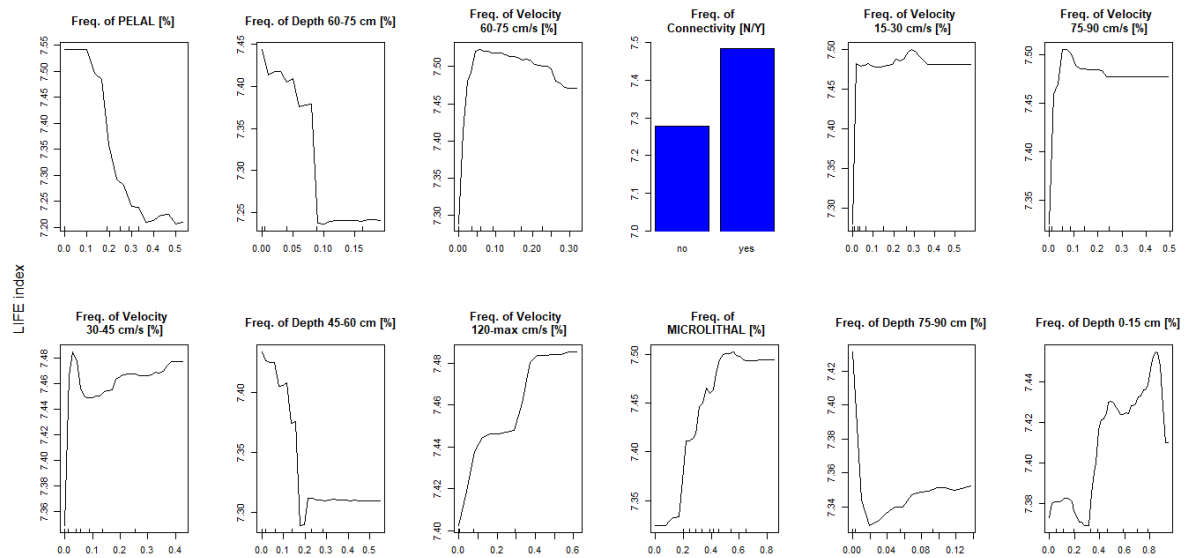 Freq. of PELAL [%]
7.20 7.25 7.30 7.35 7.40 7.45 7.50 7.55
0.0 0.1 0.2 0.3 0.4 0.5
Freq. of Depth 60-75 cm [%]
7.25 7.30 7.35 7.40 7.45
0.00 0.05 0.10 0.15
Freq. of Velocity
60-75 cm/s [%]
7.30 7.35 7.40 7.45 7.50
0.00 0.10 0.20 0.30
Freq. of
Connectivity [N/Y]
7.0 7.1 7.2 7.3 7.4 7.5
no yes
Freq. of Velocity
15-30 cm/s [%]
7.30 7.35 7.40 7.45 7.50
0.0 0.1 0.2 0.3 0.4 0.5
Freq. of Velocity
75-90 cm/s [%]
7.35 7.40 7.45 7.50
0.0 0.1 0.2 0.3 0.4 0.5
LIFE index
Freq. of Velocity
30-45 cm/s [%]
7.36 7.38 7.40 7.42 7.44 7.46 7.48
0.0 0.1 0.2 0.3 0.4
Freq. of Depth 45-60 cm [%]
7.30 7.35 7.40
0.0 0.1 0.2 0.3 0.4 0.5
Freq. of Velocity
120-max cm/s [%]
7.40 7.42 7.44 7.46 7.48
0.0 0.1 0.2 0.3 0.4 0.5 0.6
Freq. of
MICROLITHAL [%]
7.35 7.40 7.45 7.50
0.0 0.2 0.4 0.6 0.8
Freq. of Depth 75-90 cm [%]
7.34 7.36 7.38 7.40 7.42
0.00 0.04 0.08 0.12
Freq. of Depth 0-15 cm [%]
7.38 7.40 7.42 7.44
0.0 0.2 0.4 0.6 0.8